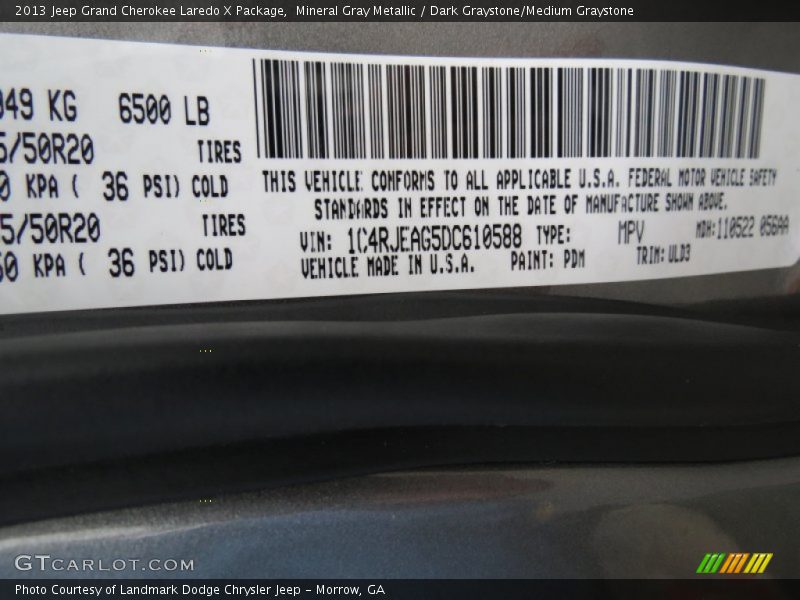 2013 Jeep Grand Cherokee Laredo X Package, Mineral Gray Metallic / Dark Graystone/Medium Graystone
949 KG 6500 LB
5/50R20 TIRES
0 KPA ( 36 PSI) COLD
5/50R20 TIRES
50 KPA ( 36 PSI) COLD
THIS VEHICLE CONFORMS TO ALL APPLICABLE U.S.A. FEDERAL MOTOR VEHICLE SAFETY
STANDARDS IN EFFECT ON THE DATE OF MANUFACTURE SHOWN ABOVE.
VIN: 1C4RJEAG5DC610588 TYPE: MPV MDH:110522 056AA
VEHICLE MADE IN U.S.A. PAINT: PDM TRIM:ULD3
GTCARLOT.COM
Photo Courtesy of Landmark Dodge Chrysler Jeep – Morrow, GA